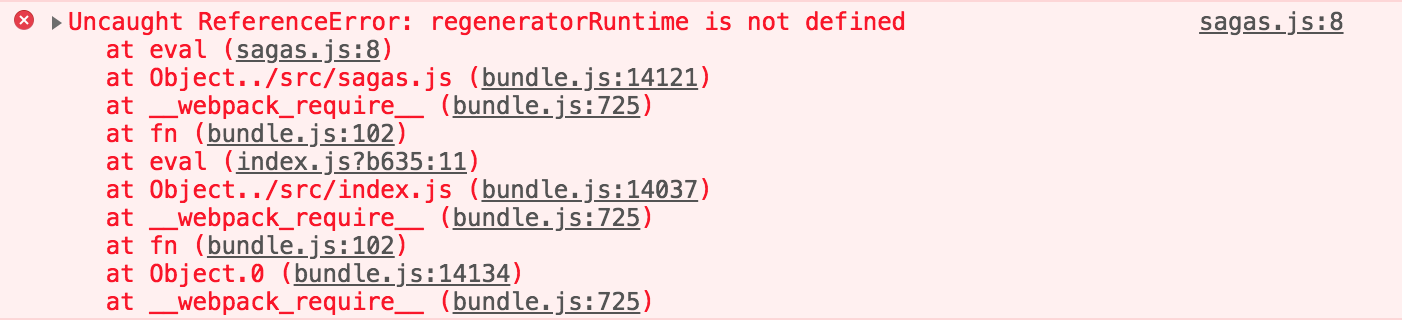 Uncaught ReferenceError: regeneratorRuntime is not defined sagas.js:8
at eval (sagas.js:8)
at Object../src/sagas.js (bundle.js:14121)
at __webpack_require__ (bundle.js:725)
at fn (bundle.js:102)
at eval (index.js?b635:11)
at Object../src/index.js (bundle.js:14037)
at __webpack_require__ (bundle.js:725)
at fn (bundle.js:102)
at Object.0 (bundle.js:14134)
at __webpack_require__ (bundle.js:725)